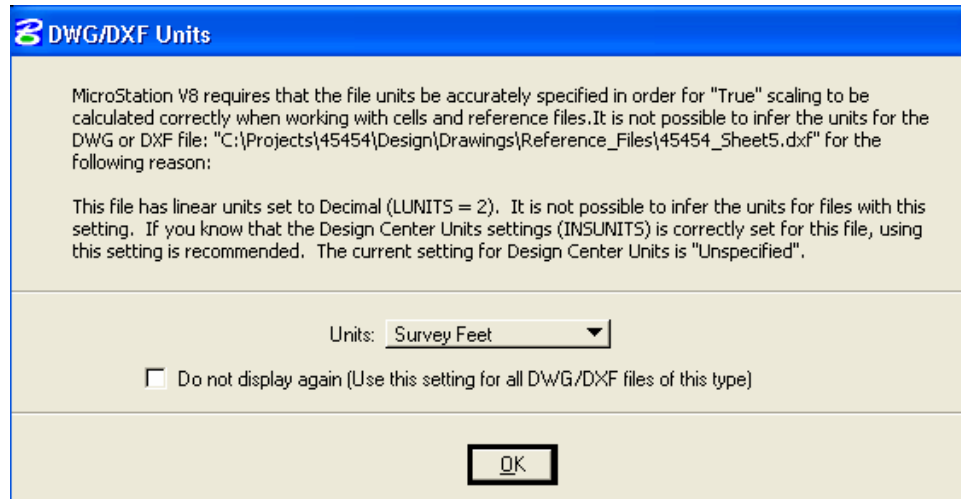 DWG/DXF Units
MicroStation V8 requires that the file units be accurately specified in order for "True" scaling to be
calculated correctly when working with cells and reference files.It is not possible to infer the units for the
DWG or DXF file: "C:\Projects\45454\Design\Drawings\Reference_Files\45454_Sheet5.dxf" for the
following reason:
This file has linear units set to Decimal (LUNITS = 2). It is not possible to infer the units for files with this
setting. If you know that the Design Center Units settings (INSUNITS) is correctly set for this file, using
this setting is recommended. The current setting for Design Center Units is "Unspecified".
Units: Survey Feet
Do not display again (Use this setting for all DWG/DXF files of this type)
OK